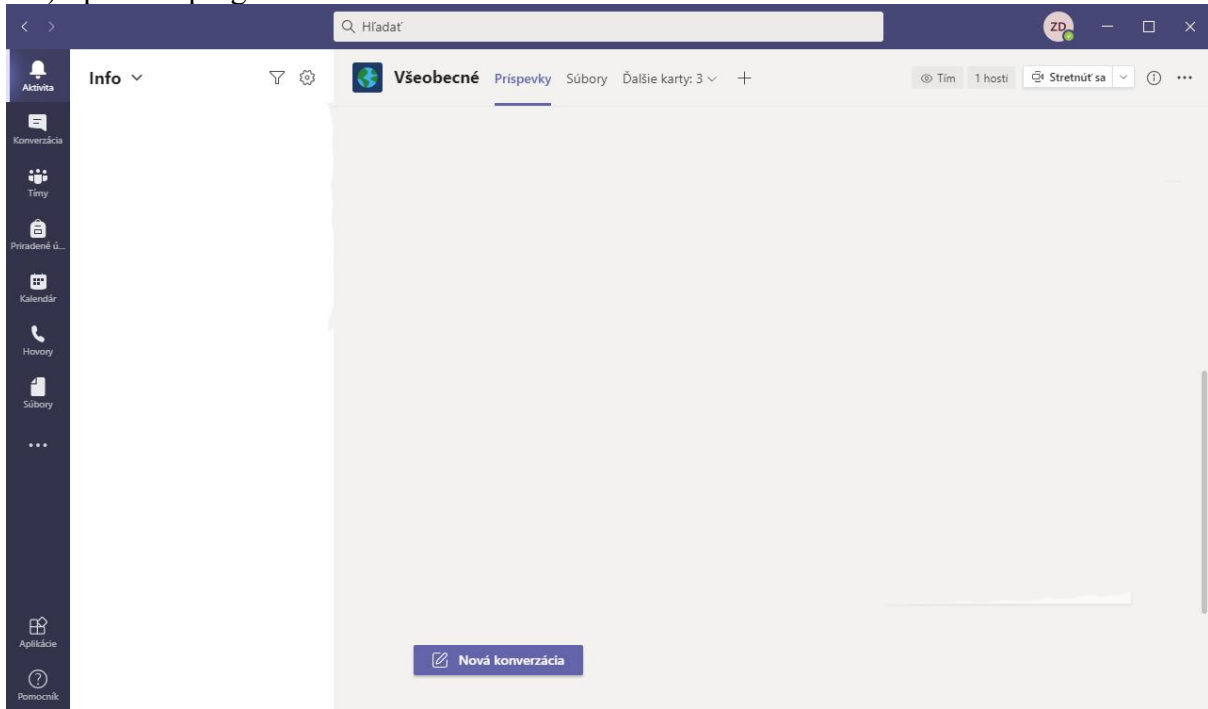 Hľadať
ZD
Aktivita
Info
Všeobecné Príspevky Súbory Ďalšie karty: 3
Tím 1 hosti Stretnúť sa
Konverzácia
Tímy
Priradené ú...
Kalendár
Hovory
Súbory
Aplikácie
Nová konverzácia
Pomocník